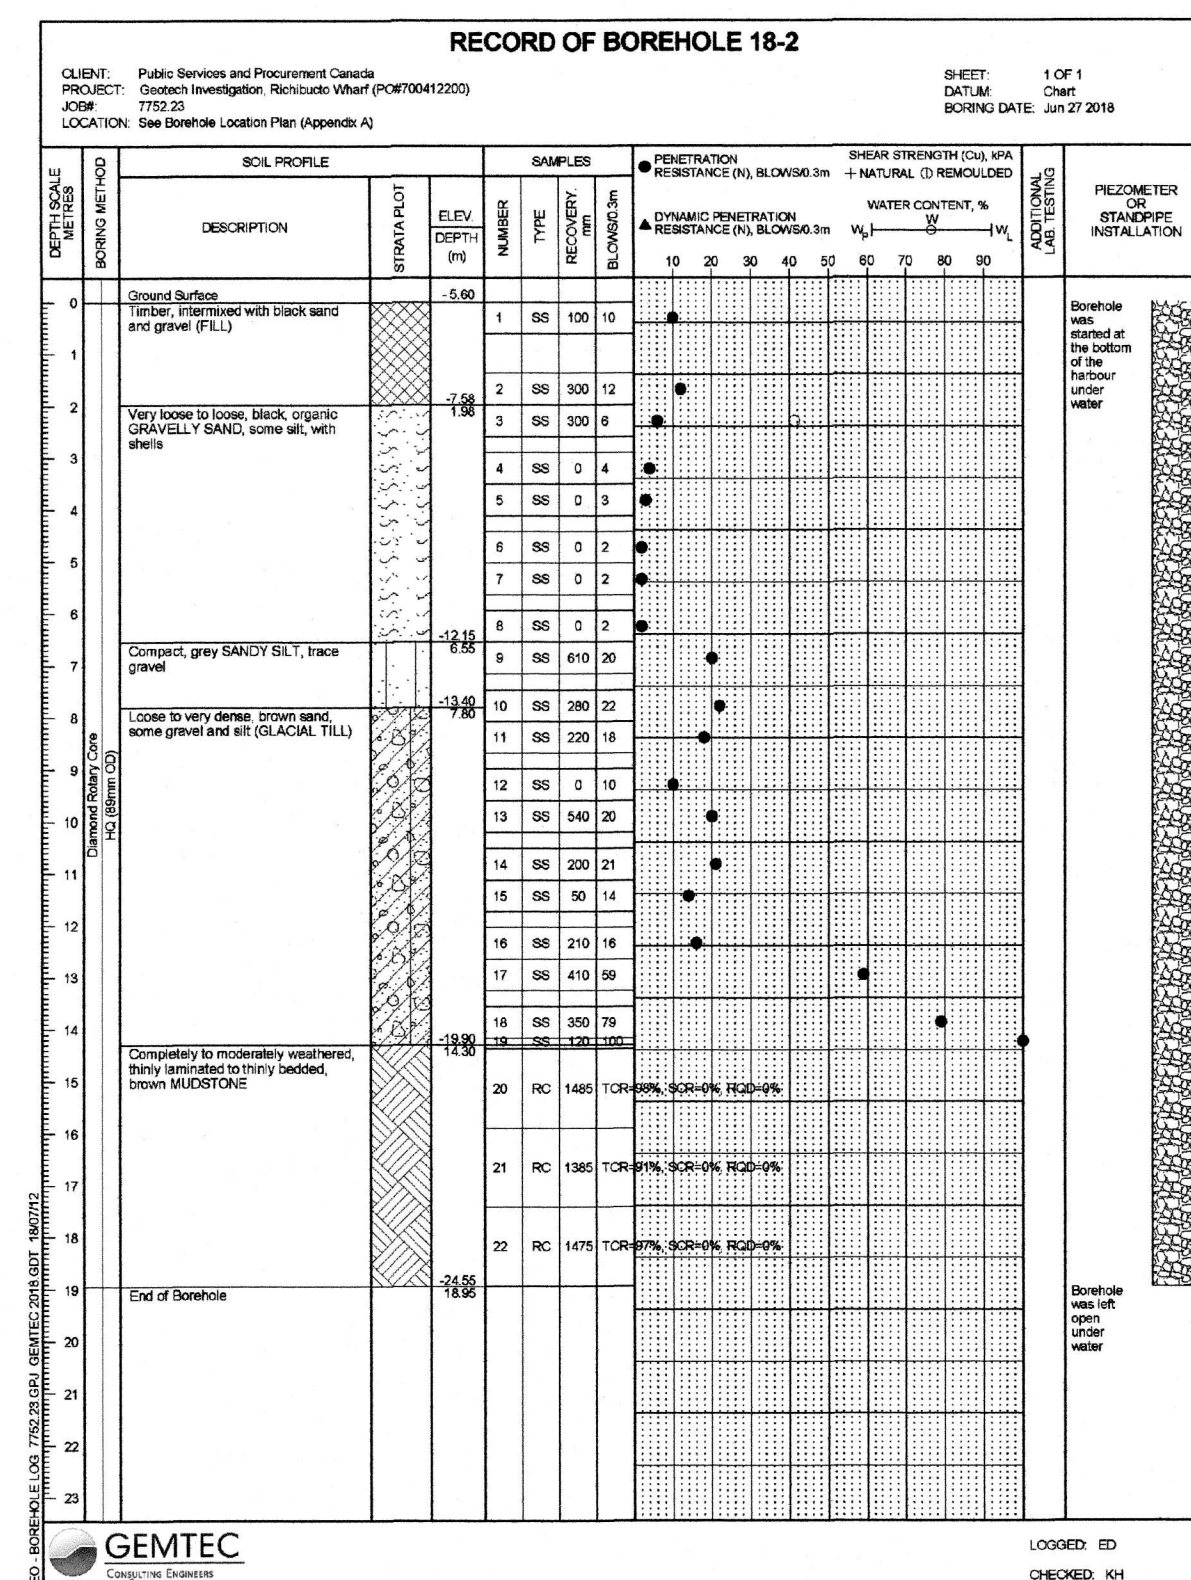 RECORD OF BOREHOLE 18-2
CLIENT: Public Services and Procurement Canada
PROJECT: Geotech Investigation, Richibucto Wharf (PO#700412200)
JOB#: 7752.23
LOCATION: See Borehole Location Plan (Appendix A)
SHEET: 1 OF 1
DATUM: Chart
BORING DATE: Jun 27 2018
DEPTH SCALE METRES
BORING METHOD
SOIL PROFILE
DESCRIPTION
STRATA PLOT
ELEV.
DEPTH
(m)
SAMPLES
NUMBER
TYPE
RECOVERY, mm
BLOWS/0.3m
● PENETRATION
RESISTANCE (N), BLOWS/0.3m
▲ DYNAMIC PENETRATION
RESISTANCE (N), BLOWS/0.3m
SHEAR STRENGTH (Cu), kPA
+ NATURAL ⊕ REMOULDED
WATER CONTENT, %
W
Wp WL
10 20 30 40 50 60 70 80 90
ADDITIONAL LAB. TESTING
PIEZOMETER
OR
STANDPIPE
INSTALLATION
0
1
2
3
4
5
6
7
8
9
10
11
12
13
14
15
16
17
18
19
20
21
22
23
Diamond Rotary Core
HQ (89mm OD)
Ground Surface -5.60
Timber, intermixed with black sand
and gravel (FILL)
-7.58
1.98
Very loose to loose, black, organic
GRAVELLY SAND, some silt, with
shells
-12.15
6.55
Compact, grey SANDY SILT, trace
gravel
-13.40
7.80
Loose to very dense, brown sand,
some gravel and silt (GLACIAL TILL)
-19.90
14.30
Completely to moderately weathered,
thinly laminated to thinly bedded,
brown MUDSTONE
-24.55
18.95
End of Borehole
1 SS 100 10
2 SS 300 12
3 SS 300 6
4 SS 0 4
5 SS 0 3
6 SS 0 2
7 SS 0 2
8 SS 0 2
9 SS 610 20
10 SS 280 22
11 SS 220 18
12 SS 0 10
13 SS 540 20
14 SS 200 21
15 SS 50 14
16 SS 210 16
17 SS 410 59
18 SS 350 79
19 SS 120 100
20 RC 1485 TCR=98%, SCR=0%, RQD=0%
21 RC 1385 TCR=91%, SCR=0%, RQD=0%
22 RC 1475 TCR=97%, SCR=0%, RQD=0%
Borehole
was
started at
the bottom
of the
harbour
under
water
Borehole
was left
open
under
water
EO - BOREHOLE LOG 7752.23.GPJ GEMTEC 2018.GDT 18/07/12
GEMTEC
CONSULTING ENGINEERS
LOGGED: ED
CHECKED: KH